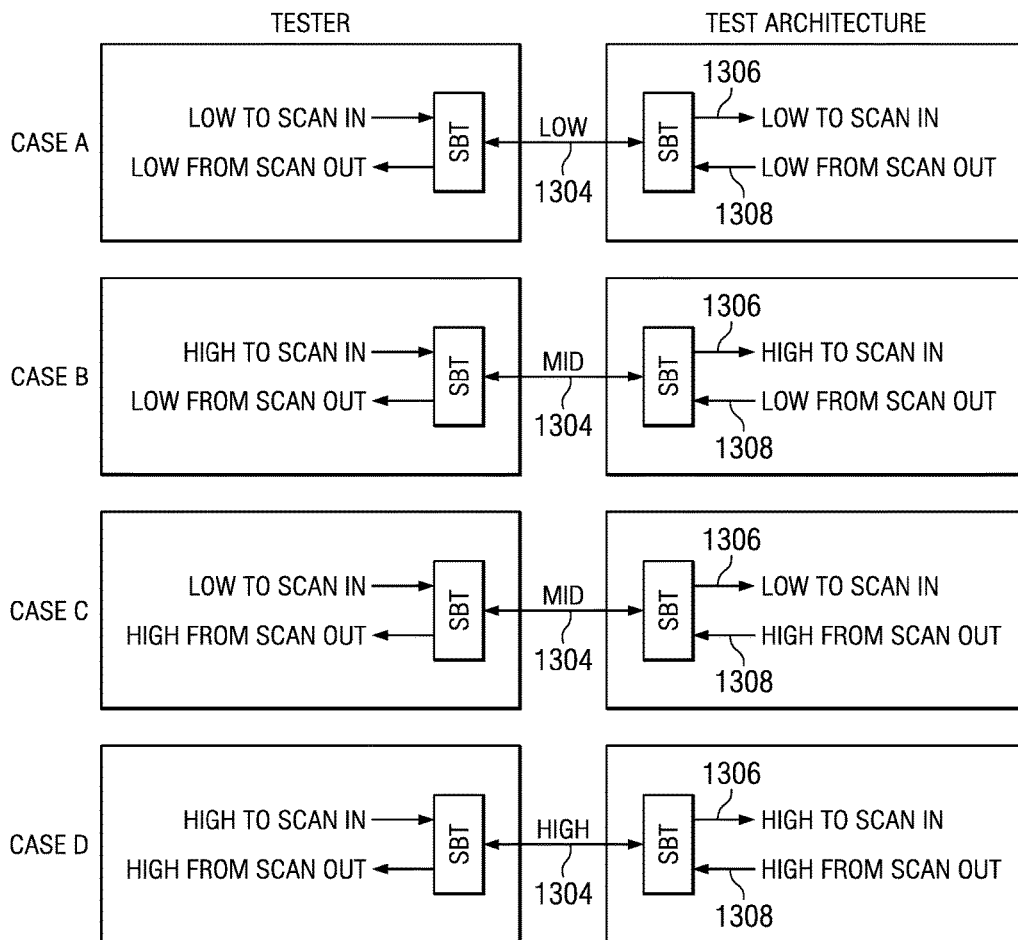 TESTER
TEST ARCHITECTURE
CASE A
LOW TO SCAN IN
LOW FROM SCAN OUT
SBT
LOW
1304
SBT
1306
LOW TO SCAN IN
LOW FROM SCAN OUT
1308
CASE B
HIGH TO SCAN IN
LOW FROM SCAN OUT
SBT
MID
1304
SBT
1306
HIGH TO SCAN IN
LOW FROM SCAN OUT
1308
CASE C
LOW TO SCAN IN
HIGH FROM SCAN OUT
SBT
MID
1304
SBT
1306
LOW TO SCAN IN
HIGH FROM SCAN OUT
1308
CASE D
HIGH TO SCAN IN
HIGH FROM SCAN OUT
SBT
HIGH
1304
SBT
1306
HIGH TO SCAN IN
HIGH FROM SCAN OUT
1308